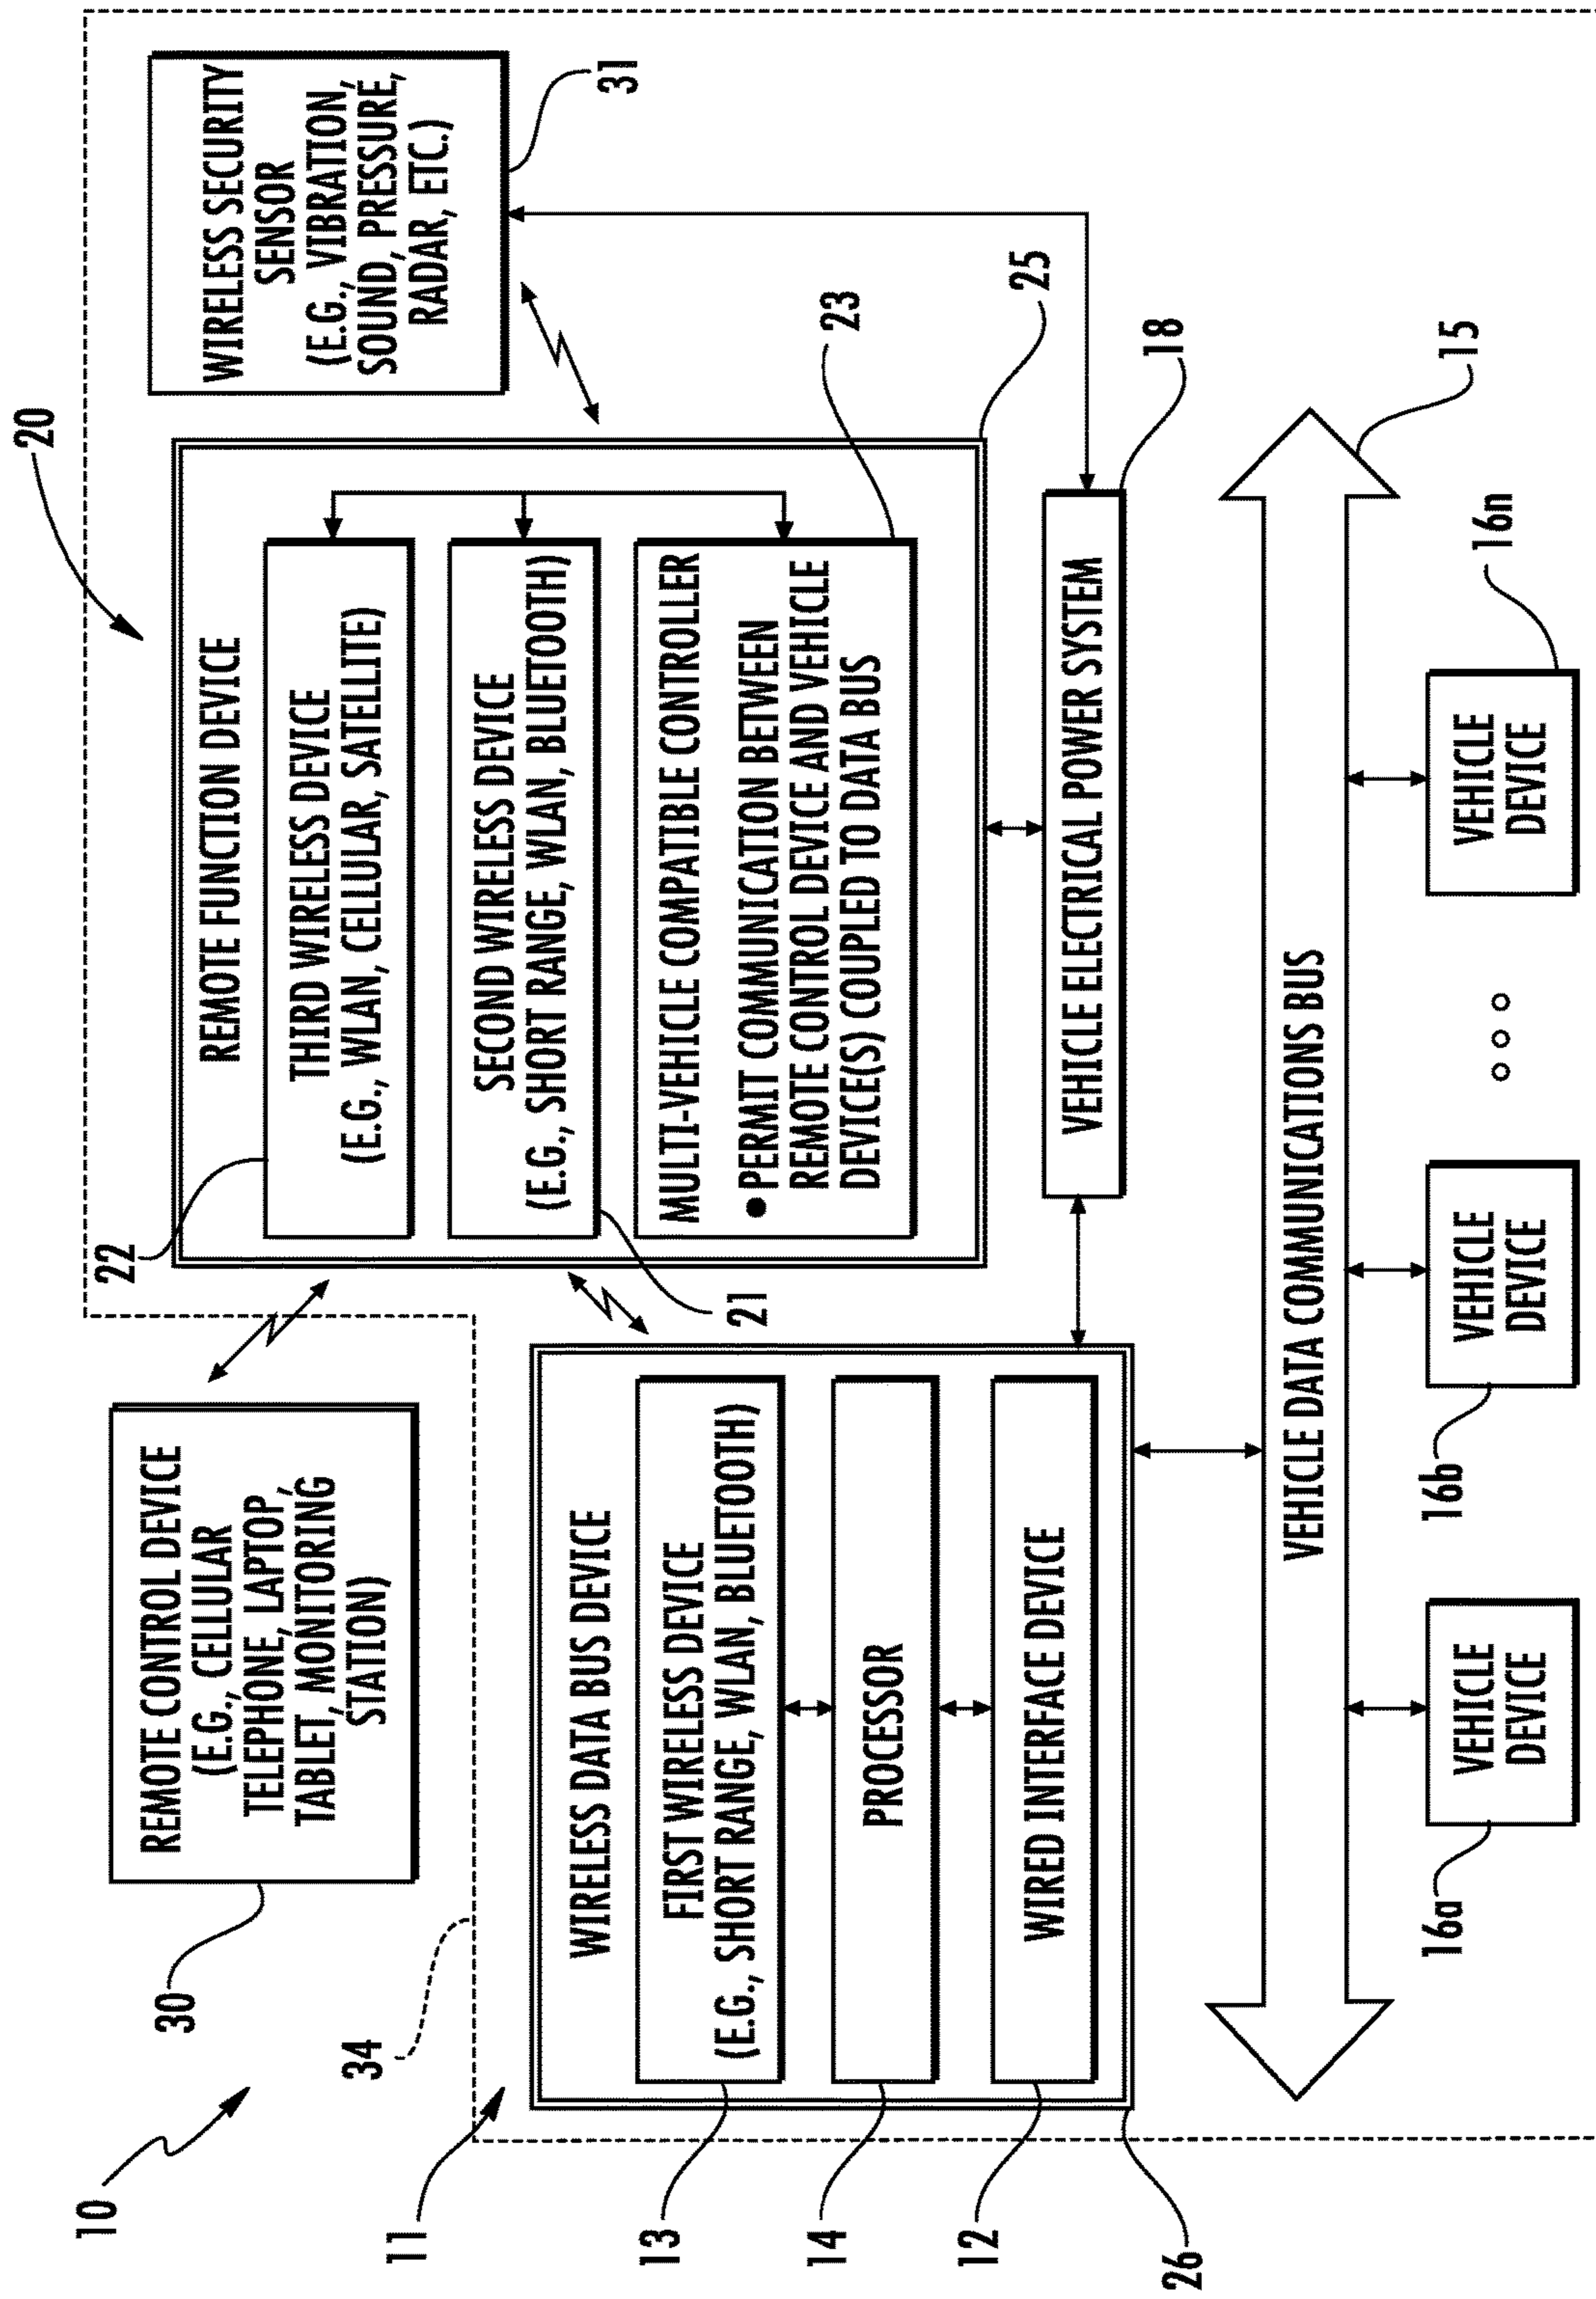 10
30
REMOTE CONTROL DEVICE
(E.G., CELLULAR
TELEPHONE, LAPTOP,
TABLET, MONITORING
STATION)
34
20
22
REMOTE FUNCTION DEVICE
THIRD WIRELESS DEVICE
(E.G., WLAN, CELLULAR, SATELLITE)
SECOND WIRELESS DEVICE
(E.G., SHORT RANGE, WLAN, BLUETOOTH)
MULTI-VEHICLE COMPATIBLE CONTROLLER
● PERMIT COMMUNICATION BETWEEN
REMOTE CONTROL DEVICE AND VEHICLE
DEVICE(S) COUPLED TO DATA BUS
21
23
25
WIRELESS SECURITY
SENSOR
(E.G., VIBRATION,
SOUND, PRESSURE,
RADAR, ETC.)
31
11
WIRELESS DATA BUS DEVICE
FIRST WIRELESS DEVICE
(E.G., SHORT RANGE, WLAN, BLUETOOTH)
13
PROCESSOR
14
WIRED INTERFACE DEVICE
12
26
VEHICLE ELECTRICAL POWER SYSTEM
18
VEHICLE DATA COMMUNICATIONS BUS
15
16a
VEHICLE
DEVICE
16b
VEHICLE
DEVICE
16n
VEHICLE
DEVICE